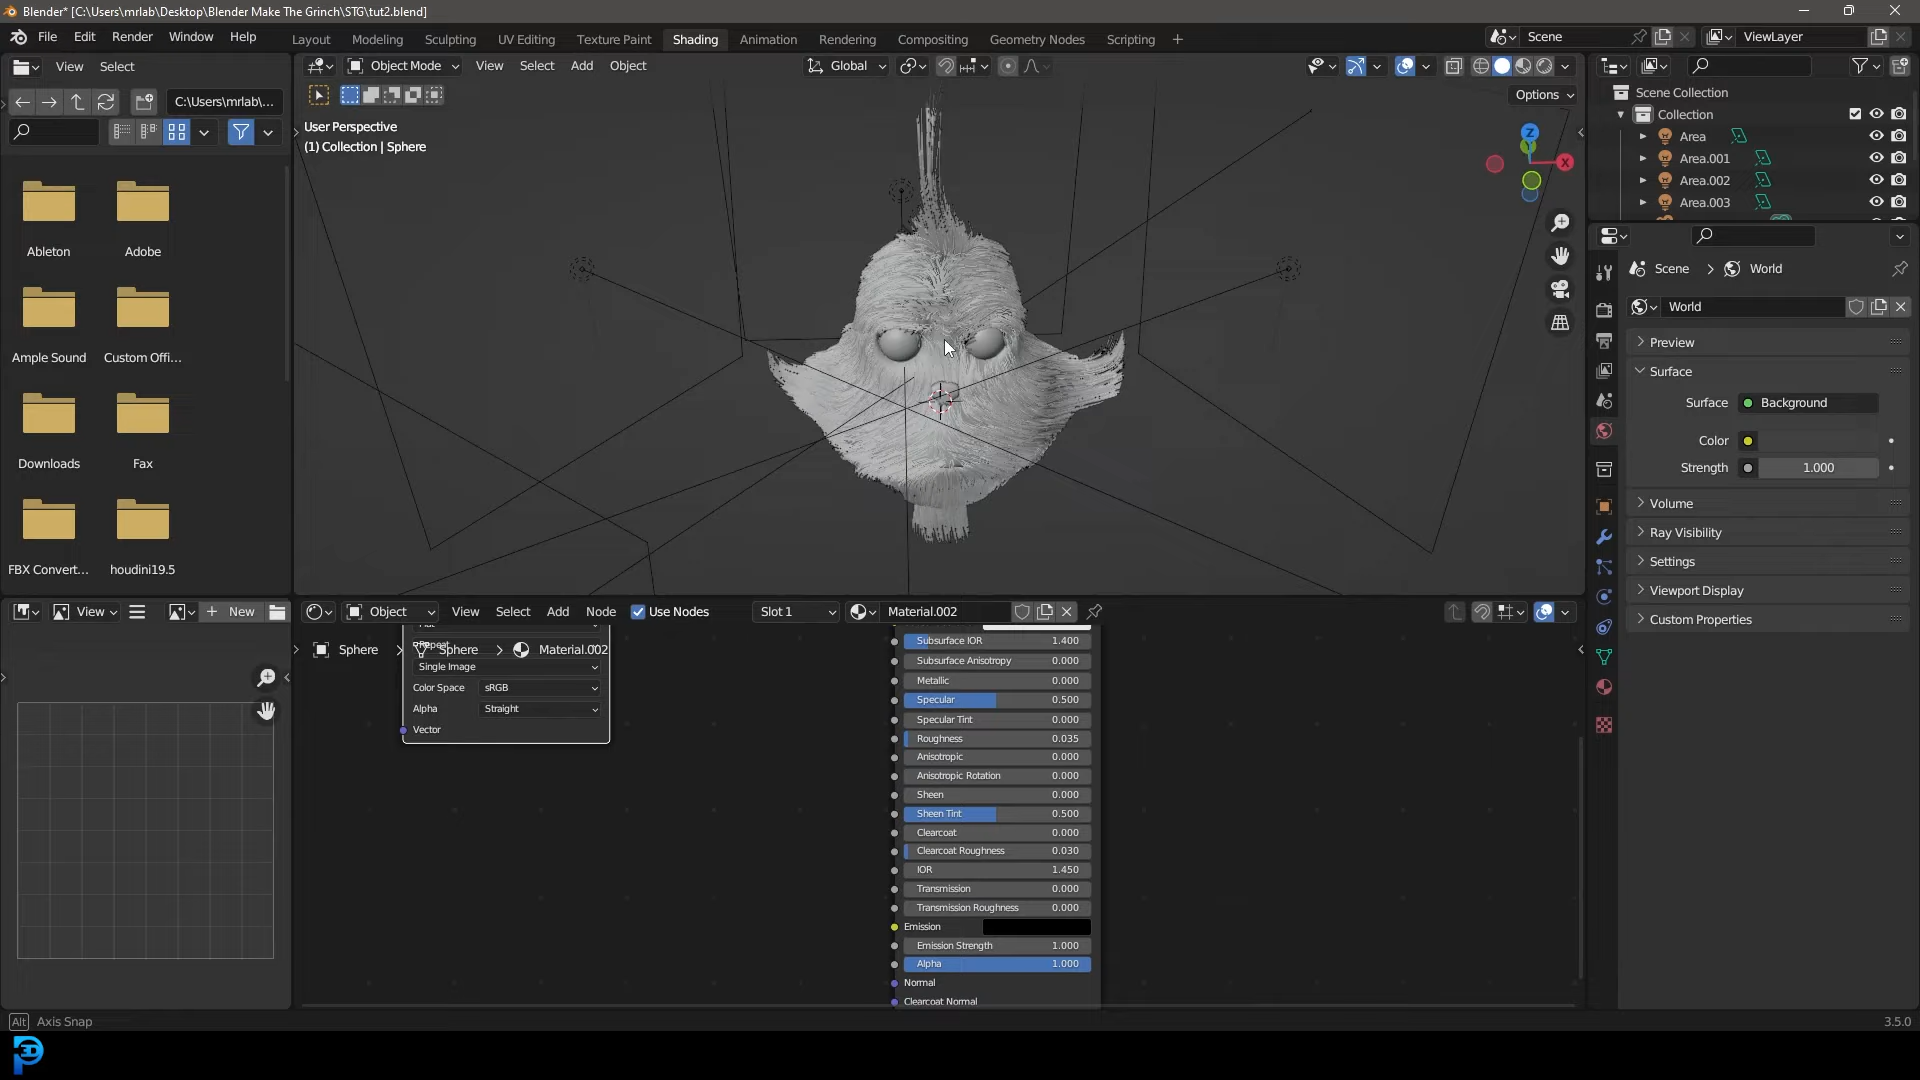 Blender* [C:\Users\mrlab\Desktop\Blender Make The Grinch\STG\tut2.blend]
File Edit Render Window Help
Layout Modeling Sculpting UV Editing Texture Paint Shading Animation Rendering Compositing Geometry Nodes Scripting +
Scene
ViewLayer
View Select
C:\Users\mrlab\...
Ableton Adobe
Ample Sound Custom Offi...
Downloads Fax
FBX Convert... houdini19.5
Object Mode View Select Add Object
Global
Options
User Perspective
(1) Collection | Sphere
Z
Y
X
Scene Collection
Collection
Area
Area.001
Area.002
Area.003
Scene > World
World
Preview
Surface
Surface Background
Color
Strength 1.000
Volume
Ray Visibility
Settings
Viewport Display
Custom Properties
View
+ New
Object View Select Add Node Use Nodes Slot 1 Material.002
Sphere > Sphere > Material.002
Repeat
Single Image
Color Space sRGB
Alpha Straight
Vector
Subsurface IOR 1.400
Subsurface Anisotropy 0.000
Metallic 0.000
Specular 0.500
Specular Tint 0.000
Roughness 0.035
Anisotropic 0.000
Anisotropic Rotation 0.000
Sheen 0.000
Sheen Tint 0.500
Clearcoat 0.000
Clearcoat Roughness 0.030
IOR 1.450
Transmission 0.000
Transmission Roughness 0.000
Emission
Emission Strength 1.000
Alpha 1.000
Normal
Clearcoat Normal
Alt Axis Snap
3.5.0